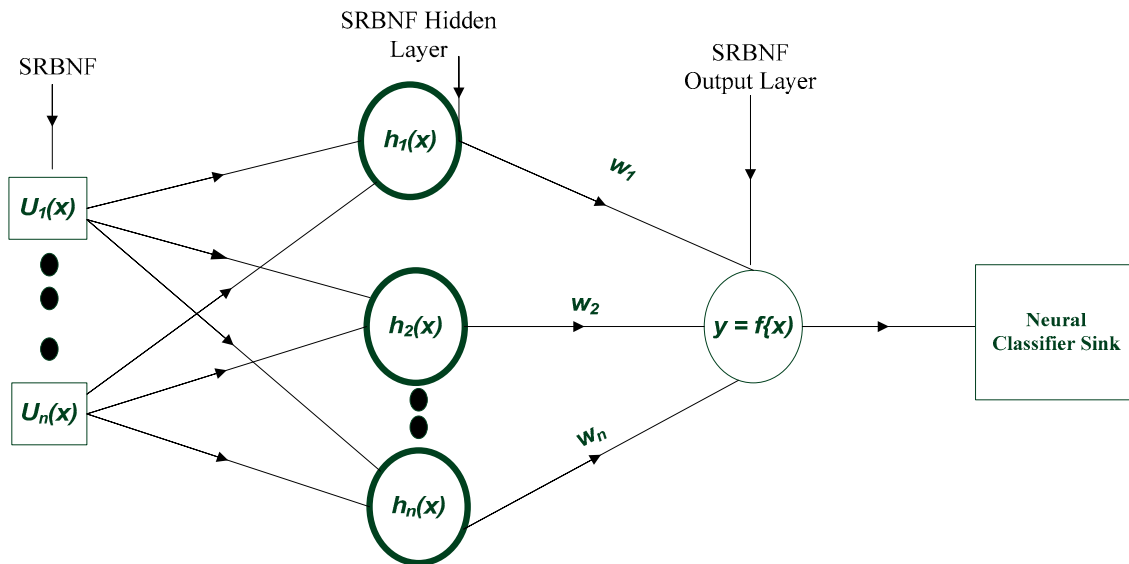 SRBNF
SRBNF Hidden
Layer
SRBNF
Output Layer
U₁(x)
Uₙ(x)
h₁(x)
h₂(x)
hₙ(x)
w₁
w₂
wₙ
y = f{x)
Neural
Classifier Sink